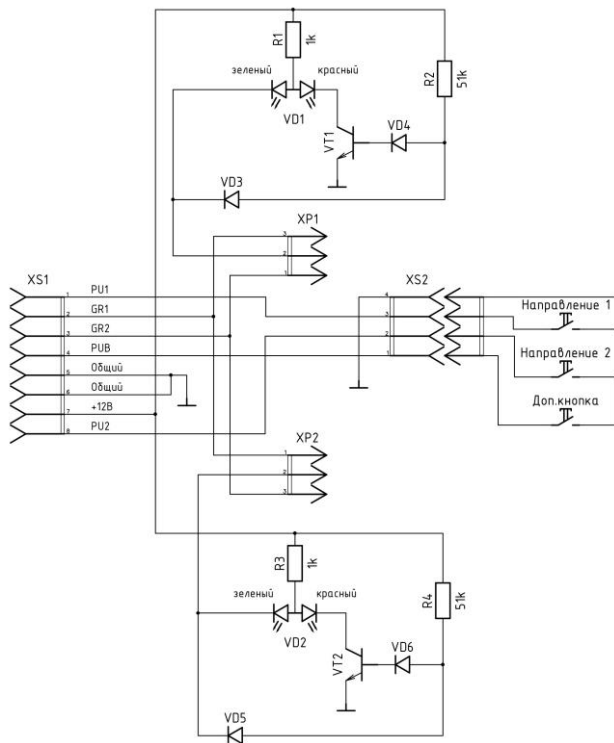 R1
1k
зеленый
красный
R2
51k
VD1
VT1
VD4
VD3
XP1
3
2
1
XS1
XS2
1 PU1
2 GR1
3 GR2
4 PUB
5 Общий
6 Общий
7 +12В
8 PU2
4
3
2
1
Направление 1
Направление 2
Доп.кнопка
XP2
1
2
3
R3
1k
зеленый
красный
R4
51k
VD2
VT2
VD6
VD5